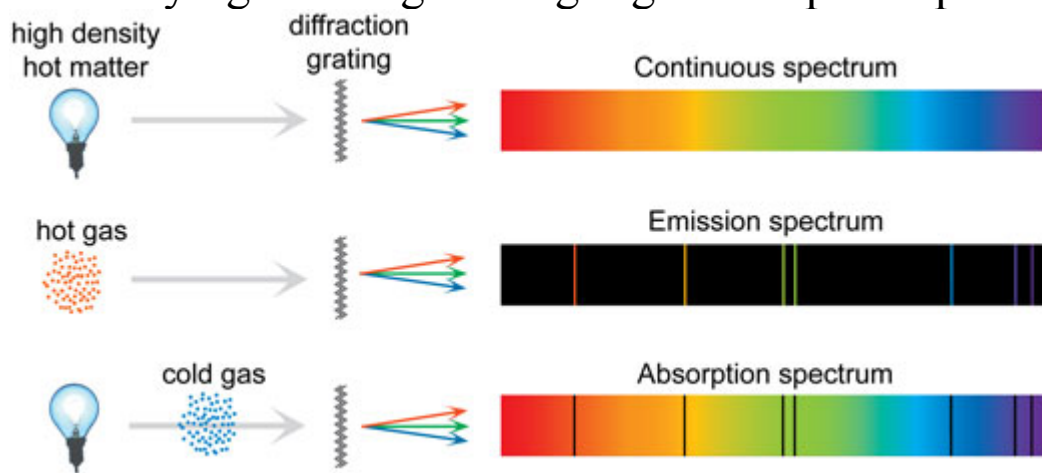 high density
hot matter
diffraction
grating
Continuous spectrum
hot gas
Emission spectrum
cold gas
Absorption spectrum